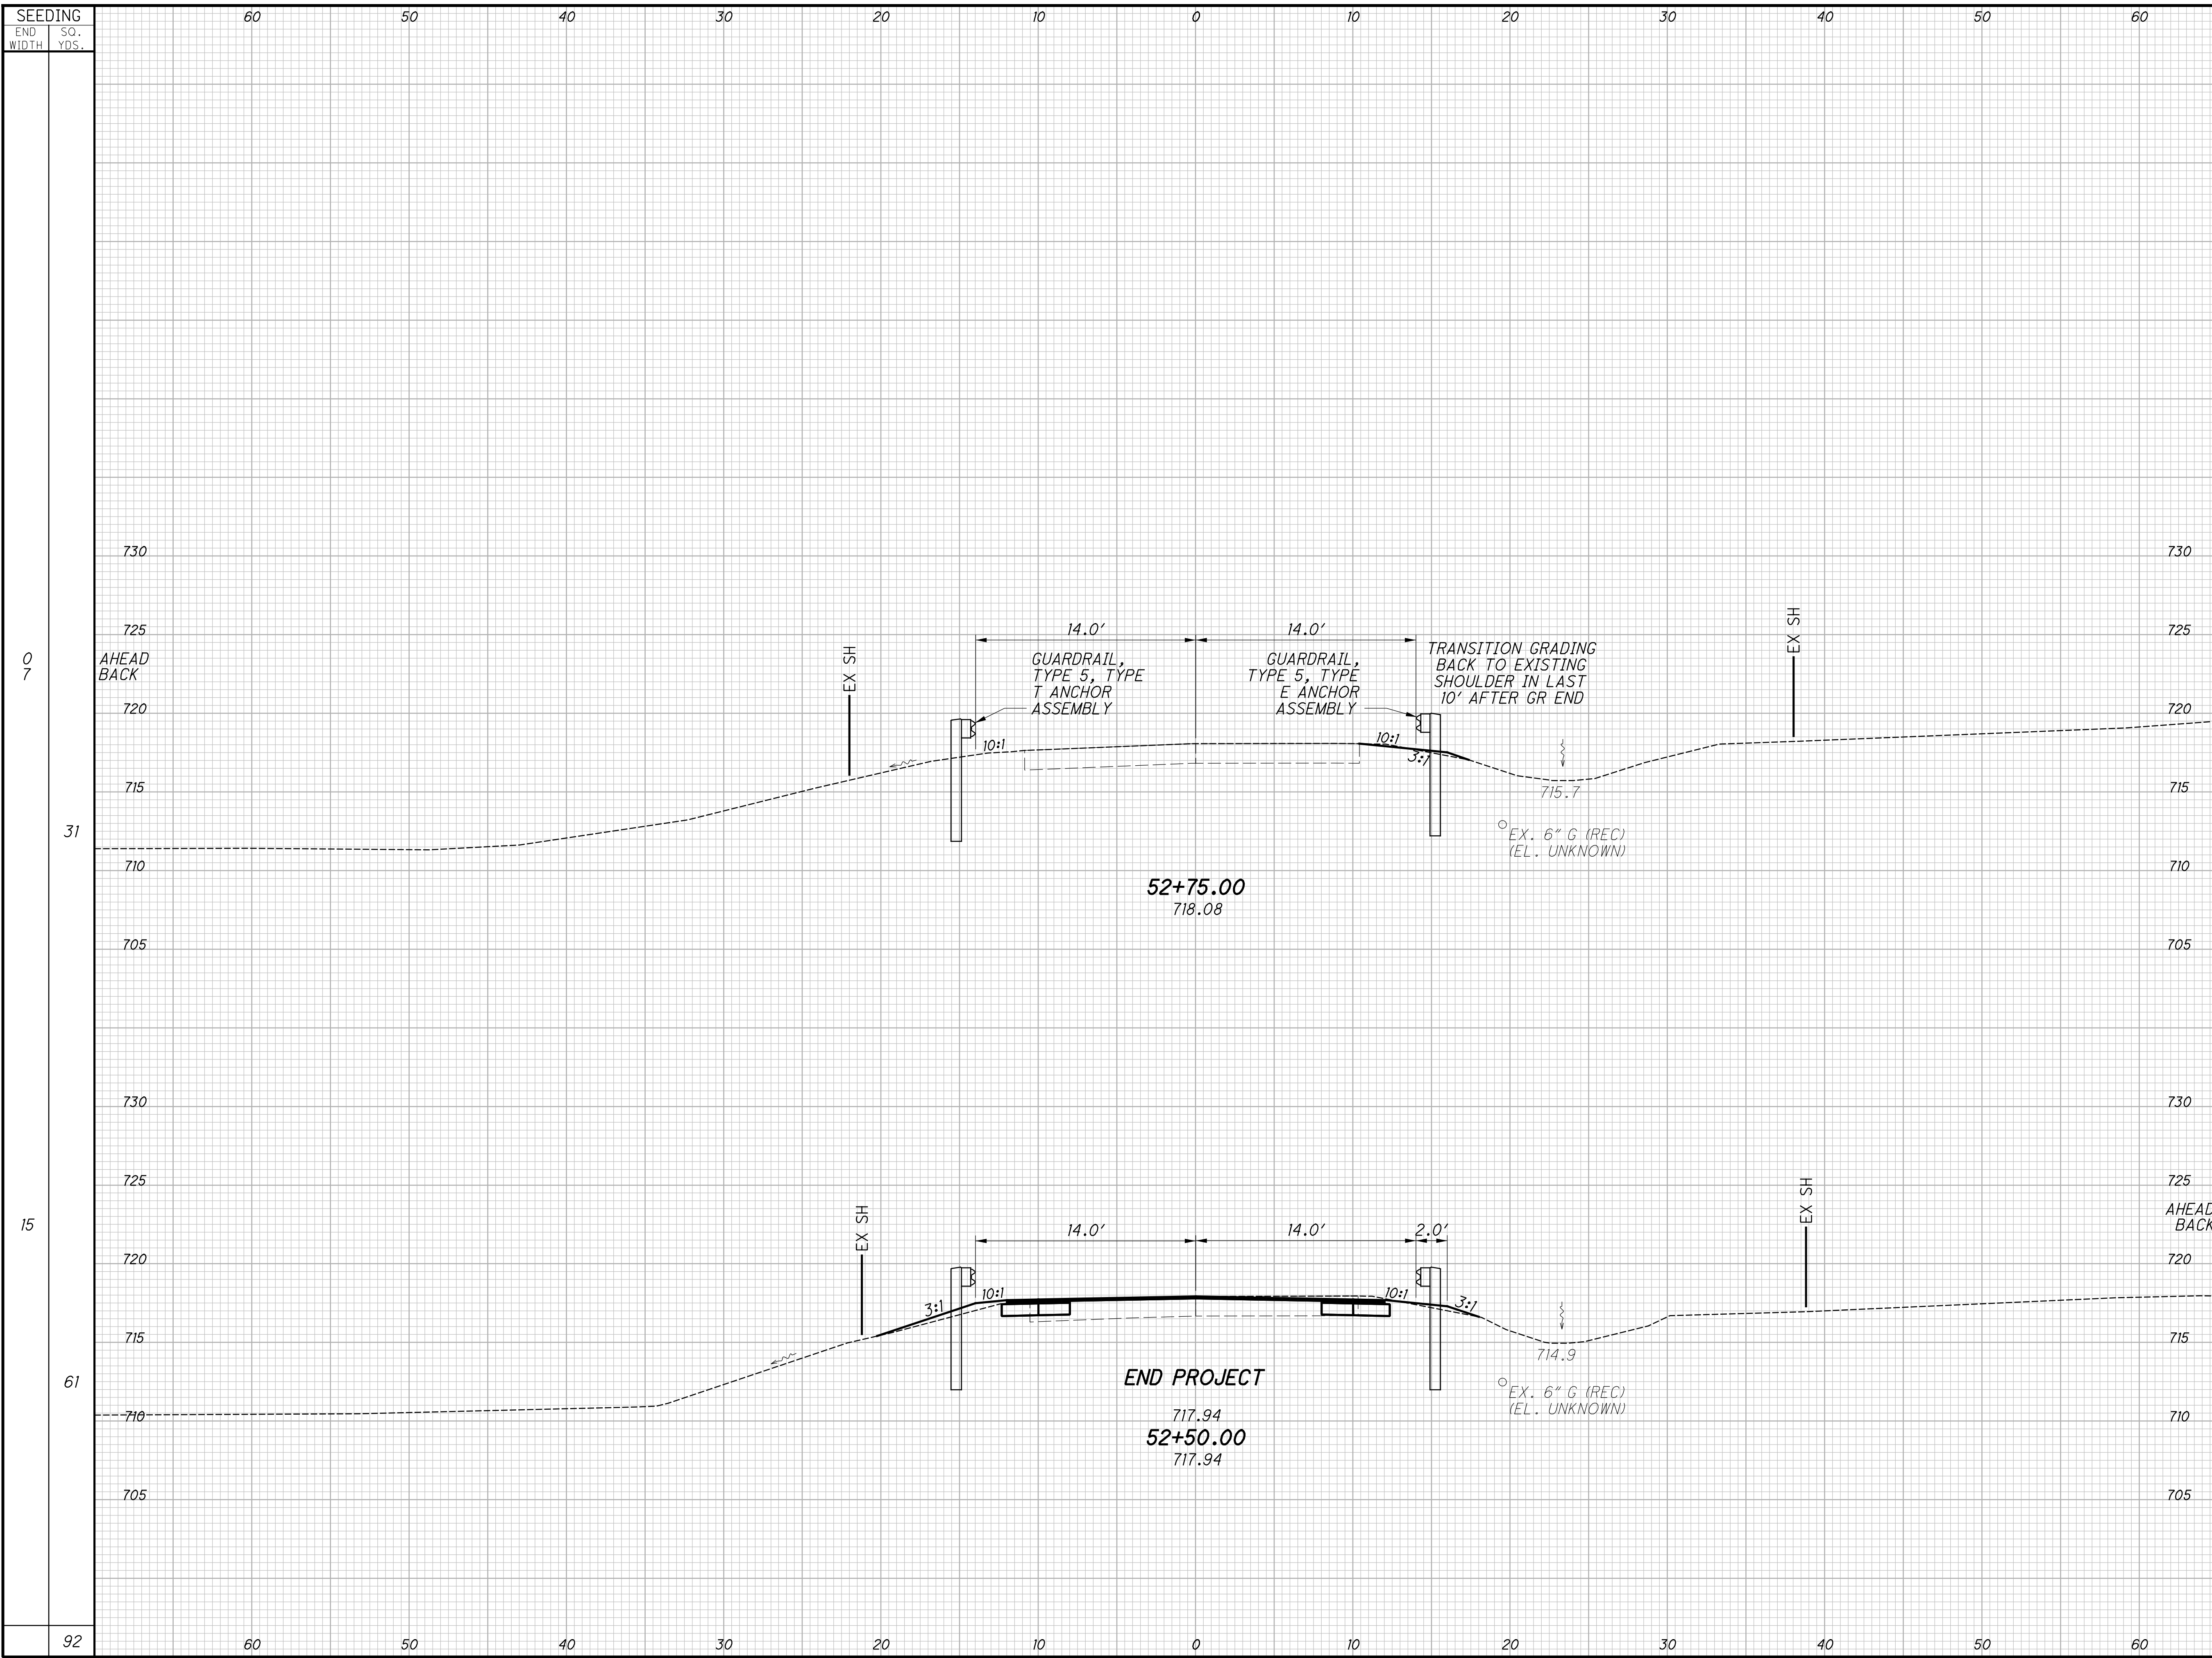 SEEDING
END WIDTH SQ. YDS.
60 50 40 30 20 10 0 10 20 30 40 50 60
730 730
725 14.0' 14.0' 725
0 AHEAD
7 BACK
EX SH
GUARDRAIL,
TYPE 5, TYPE
T ANCHOR
ASSEMBLY
GUARDRAIL,
TYPE 5, TYPE
E ANCHOR
ASSEMBLY
TRANSITION GRADING
BACK TO EXISTING
SHOULDER IN LAST
10' AFTER GR END
EX SH
720 720
10:1 10:1
3:1
715 715.7 715
31
EX. 6" G (REC)
(EL. UNKNOWN)
710 710
52+75.00
718.08
705 705
730 730
725 725
15
EX SH
EX SH
AHEAD
BACK
14.0' 14.0' 2.0'
720 720
3:1 10:1 10:1 3:1
715 714.9 715
61
END PROJECT
EX. 6" G (REC)
(EL. UNKNOWN)
710 717.94 710
52+50.00
717.94
705 705
92
60 50 40 30 20 10 0 10 20 30 40 50 60